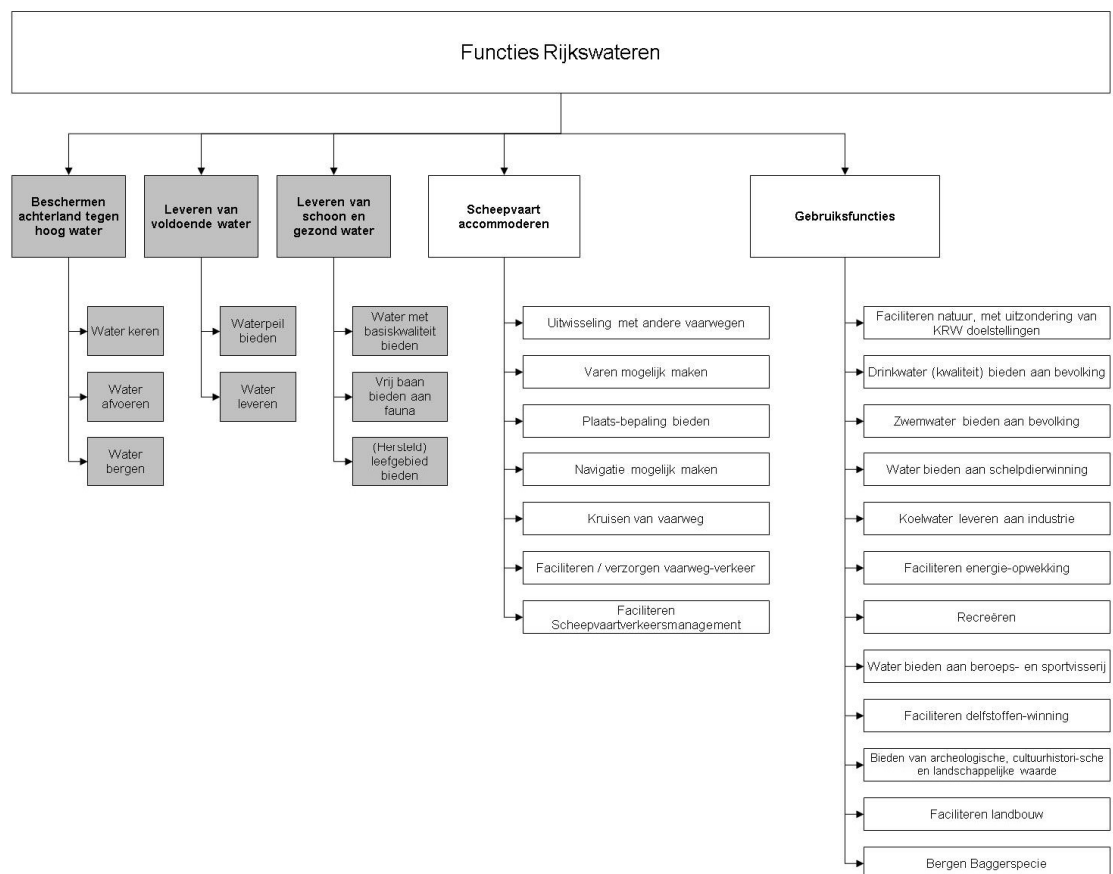 Functies Rijkswateren
Beschermen
achterland tegen
hoog water
Water keren
Water
afvoeren
Water
bergen
Leveren van
voldoende water
Waterpeil
bieden
Water
leveren
Leveren van
schoon en
gezond water
Water met
basiskwaliteit
bieden
Vrij baan
bieden aan
fauna
(Hersteld)
leefgebied
bieden
Scheepvaart
accommoderen
Uitwisseling met andere vaarwegen
Varen mogelijk maken
Plaats-bepaling bieden
Navigatie mogelijk maken
Kruisen van vaarweg
Faciliteren / verzorgen vaarweg-verkeer
Faciliteren
Scheepvaartverkeersmanagement
Gebruiksfuncties
Faciliteren natuur, met uitzondering van
KRW doelstellingen
Drinkwater (kwaliteit) bieden aan bevolking
Zwemwater bieden aan bevolking
Water bieden aan schelpdierwinning
Koelwater leveren aan industrie
Faciliteren energie-opwekking
Recreëren
Water bieden aan beroeps- en sportvisserij
Faciliteren delfstoffen-winning
Bieden van archeologische, cultuurhistori-sche
en landschappelijke waarde
Faciliteren landbouw
Bergen Baggerspecie